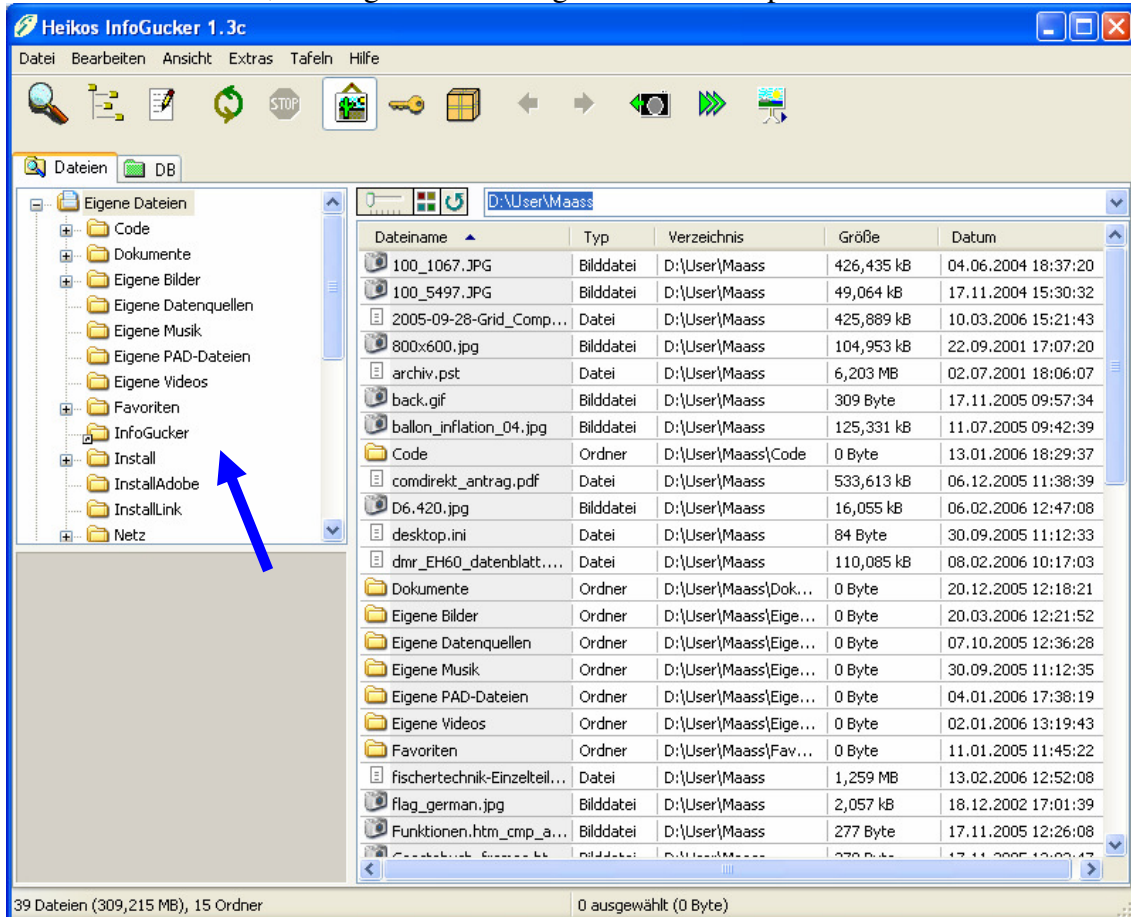 Heikos InfoGucker 1.3c
Datei Bearbeiten Ansicht Extras Tafeln Hilfe
STOP
Dateien DB
Eigene Dateien
Code
Dokumente
Eigene Bilder
Eigene Datenquellen
Eigene Musik
Eigene PAD-Dateien
Eigene Videos
Favoriten
InfoGucker
Install
InstallAdobe
InstallLink
Netz
D:\User\Maass
Dateiname Typ Verzeichnis Größe Datum
100_1067.JPG Bilddatei D:\User\Maass 426,435 kB 04.06.2004 18:37:20
100_5497.JPG Bilddatei D:\User\Maass 49,064 kB 17.11.2004 15:30:32
2005-09-28-Grid_Comp... Datei D:\User\Maass 425,889 kB 10.03.2006 15:21:43
800x600.jpg Bilddatei D:\User\Maass 104,953 kB 22.09.2001 17:07:20
archiv.pst Datei D:\User\Maass 6,203 MB 02.07.2001 18:06:07
back.gif Bilddatei D:\User\Maass 309 Byte 17.11.2005 09:57:34
ballon_inflation_04.jpg Bilddatei D:\User\Maass 125,331 kB 11.07.2005 09:42:39
Code Ordner D:\User\Maass\Code 0 Byte 13.01.2006 18:29:37
comdirekt_antrag.pdf Datei D:\User\Maass 533,613 kB 06.12.2005 11:38:39
D6.420.jpg Bilddatei D:\User\Maass 16,055 kB 06.02.2006 12:47:08
desktop.ini Datei D:\User\Maass 84 Byte 30.09.2005 11:12:33
dmr_EH60_datenblatt.... Datei D:\User\Maass 110,085 kB 08.02.2006 10:17:03
Dokumente Ordner D:\User\Maass\Dok... 0 Byte 20.12.2005 12:18:21
Eigene Bilder Ordner D:\User\Maass\Eige... 0 Byte 20.03.2006 12:21:52
Eigene Datenquellen Ordner D:\User\Maass\Eige... 0 Byte 07.10.2005 12:36:28
Eigene Musik Ordner D:\User\Maass\Eige... 0 Byte 30.09.2005 11:12:35
Eigene PAD-Dateien Ordner D:\User\Maass\Eige... 0 Byte 04.01.2006 17:38:19
Eigene Videos Ordner D:\User\Maass\Eige... 0 Byte 02.01.2006 13:19:43
Favoriten Ordner D:\User\Maass\Fav... 0 Byte 11.01.2005 11:45:22
fischertechnik-Einzelteil... Datei D:\User\Maass 1,259 MB 13.02.2006 12:52:08
flag_german.jpg Bilddatei D:\User\Maass 2,057 kB 18.12.2002 17:01:39
Funktionen.htm_cmp_a... Bilddatei D:\User\Maass 277 Byte 17.11.2005 12:26:08
39 Dateien (309,215 MB), 15 Ordner 0 ausgewählt (0 Byte)